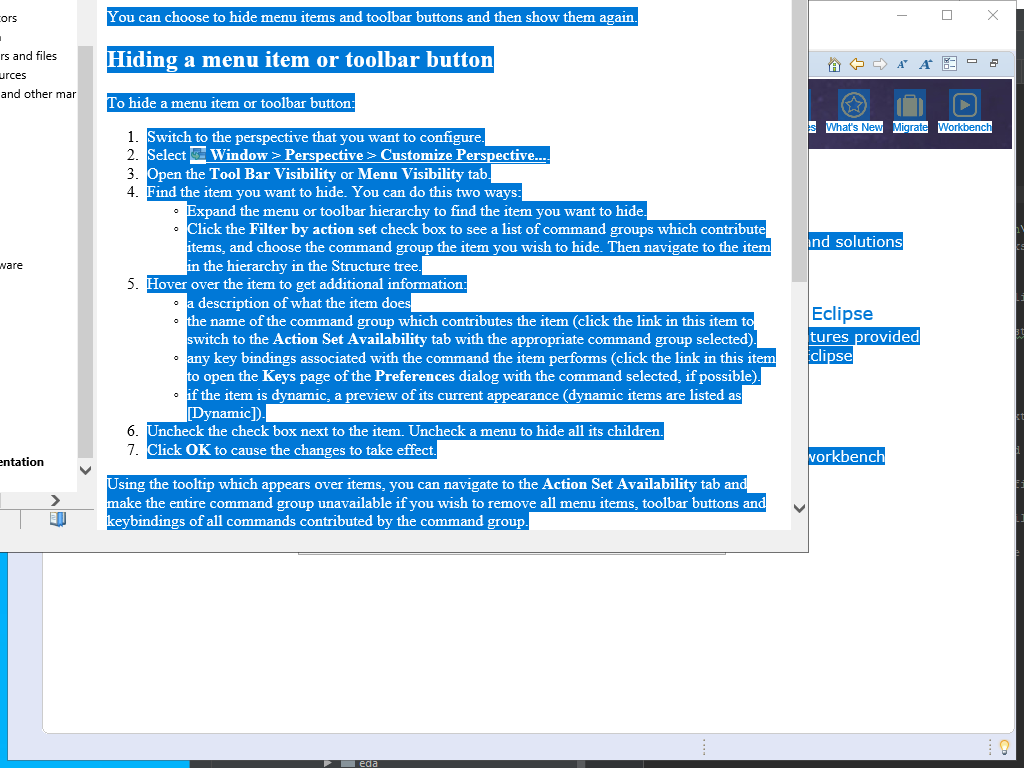 You can choose to hide menu items and toolbar buttons and then show them again.
Hiding a menu item or toolbar button
To hide a menu item or toolbar button:
1. Switch to the perspective that you want to configure.
2. Select Window > Perspective > Customize Perspective....
3. Open the Tool Bar Visibility or Menu Visibility tab.
4. Find the item you want to hide. You can do this two ways:
◦ Expand the menu or toolbar hierarchy to find the item you want to hide.
◦ Click the Filter by action set check box to see a list of command groups which contribute
items, and choose the command group the item you wish to hide. Then navigate to the item
in the hierarchy in the Structure tree.
5. Hover over the item to get additional information:
◦ a description of what the item does
◦ the name of the command group which contributes the item (click the link in this item to
switch to the Action Set Availability tab with the appropriate command group selected).
◦ any key bindings associated with the command the item performs (click the link in this item
to open the Keys page of the Preferences dialog with the command selected, if possible).
◦ if the item is dynamic, a preview of its current appearance (dynamic items are listed as
[Dynamic]).
6. Uncheck the check box next to the item. Uncheck a menu to hide all its children.
7. Click OK to cause the changes to take effect.
Using the tooltip which appears over items, you can navigate to the Action Set Availability tab and
make the entire command group unavailable if you wish to remove all menu items, toolbar buttons and
keybindings of all commands contributed by the command group.
tors
rs and files
urces
and other mar
ware
entation
es What's New Migrate Workbench
and solutions
Eclipse
tures provided
clipse
workbench
eda